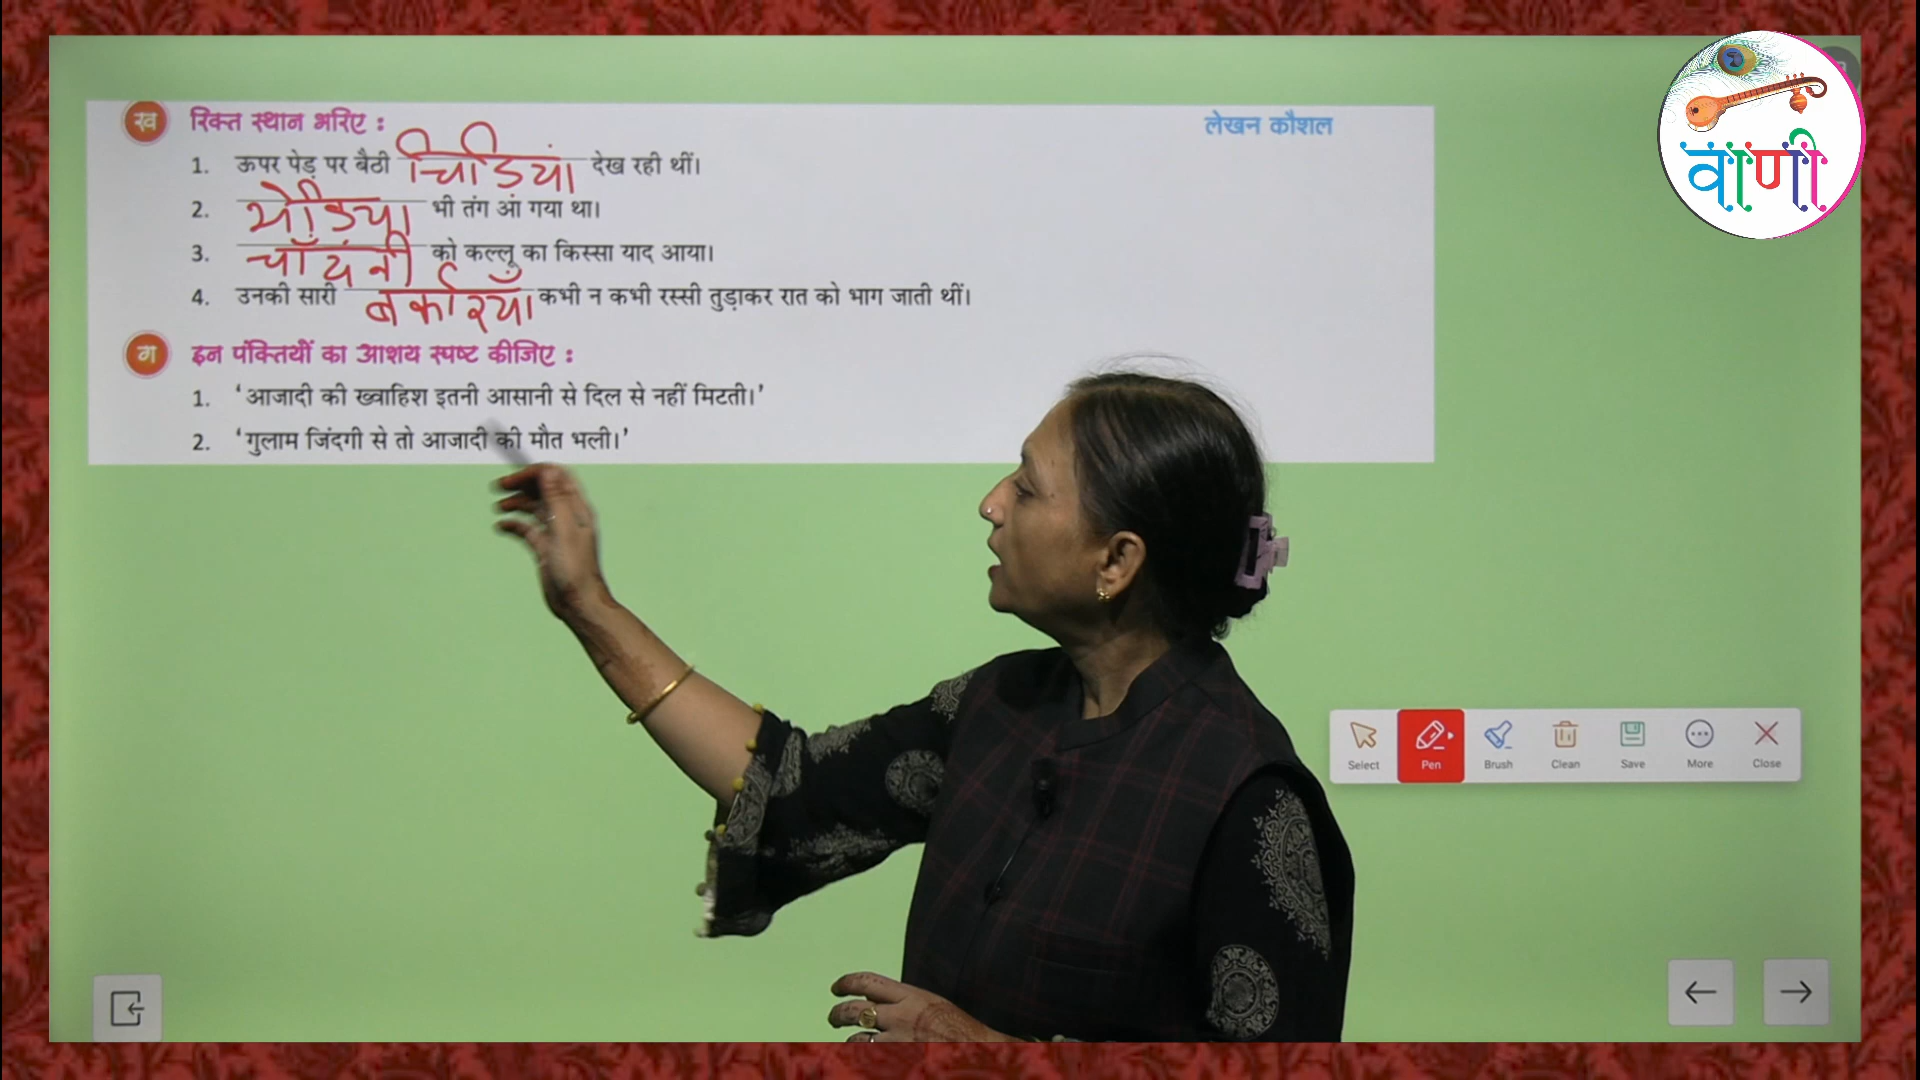 ख रिक्त स्थान भरिए :
लेखन कौशल
1. ऊपर पेड़ पर बैठी चिड़ियां देख रही थीं।
2. भेड़िया भी तंग आ गया था।
3. चाँदनी को कल्लू का किस्सा याद आया।
4. उनकी सारी बकरियाँ कभी न कभी रस्सी तुड़ाकर रात को भाग जाती थीं।
ग इन पंक्तियों का आशय स्पष्ट कीजिए :
1. 'आजादी की ख्वाहिश इतनी आसानी से दिल से नहीं मिटती।'
2. 'गुलाम जिंदगी से तो आजादी की मौत भली।'
वाणी
Select Pen Brush Clean Save More Close